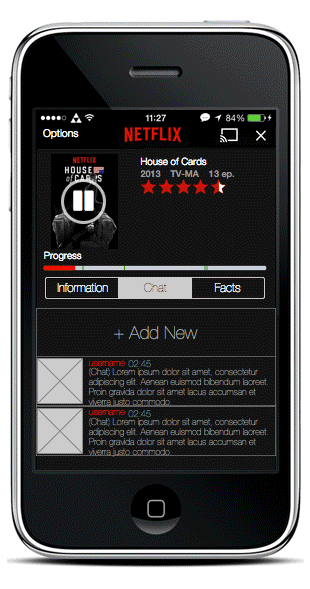 11:27
84%
Options
NETFLIX
NETFLIX
HOUSE
of CARDS
House of Cards
2013 TV-MA 13 ep.
Progress
Information
Chat
Facts
+ Add New
username 02:45
(Chat) Lorem ipsum dolor sit amet, consectetur
adipiscing elit. Aenean euismod bibendum laoreet.
Proin gravida dolor sit amet lacus accumsan et
viverra justo commodo.
username 02:45
(Chat) Lorem ipsum dolor sit amet, consectetur
adipiscing elit. Aenean euismod bibendum laoreet.
Proin gravida dolor sit amet lacus accumsan et
viverra justo commodo.